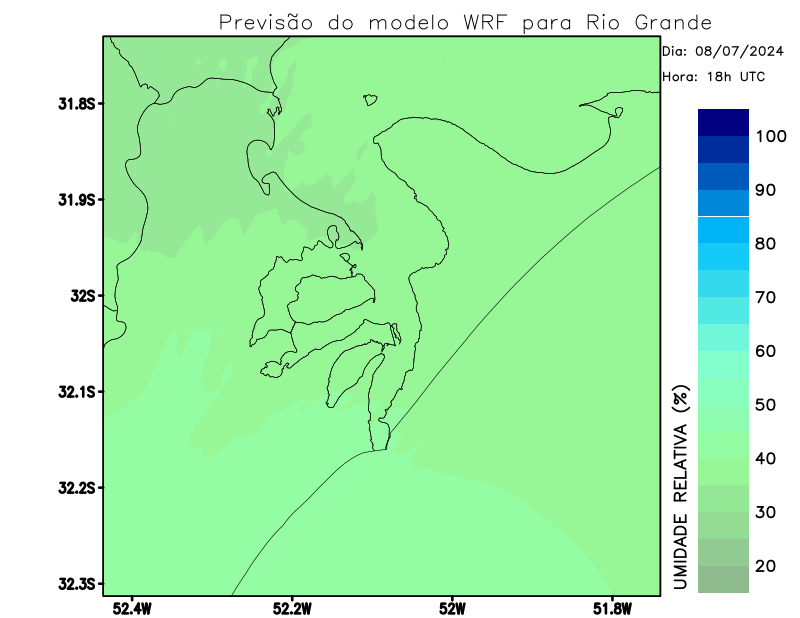 Previsão do modelo WRF para Rio Grande
Dia: 08/07/2024
Hora: 18h UTC
31.8S
31.9S
32S
32.1S
32.2S
32.3S
52.4W
52.2W
52W
51.8W
UMIDADE RELATIVA (%)
100
90
80
70
60
50
40
30
20